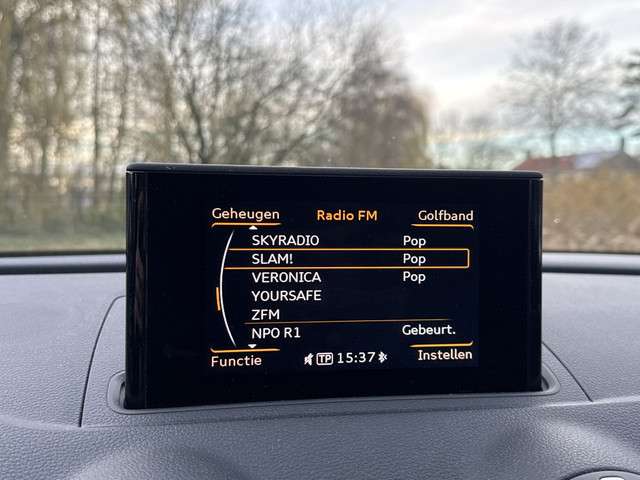 Geheugen Radio FM Golfband
SKYRADIO Pop
SLAM! Pop
VERONICA Pop
YOURSAFE
ZFM
NPO R1 Gebeurt.
Functie TP 15:37 Instellen